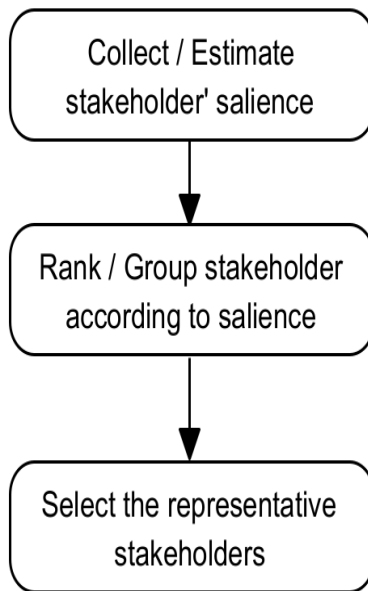 Collect / Estimate
stakeholder' salience
Rank / Group stakeholder
according to salience
Select the representative
stakeholders